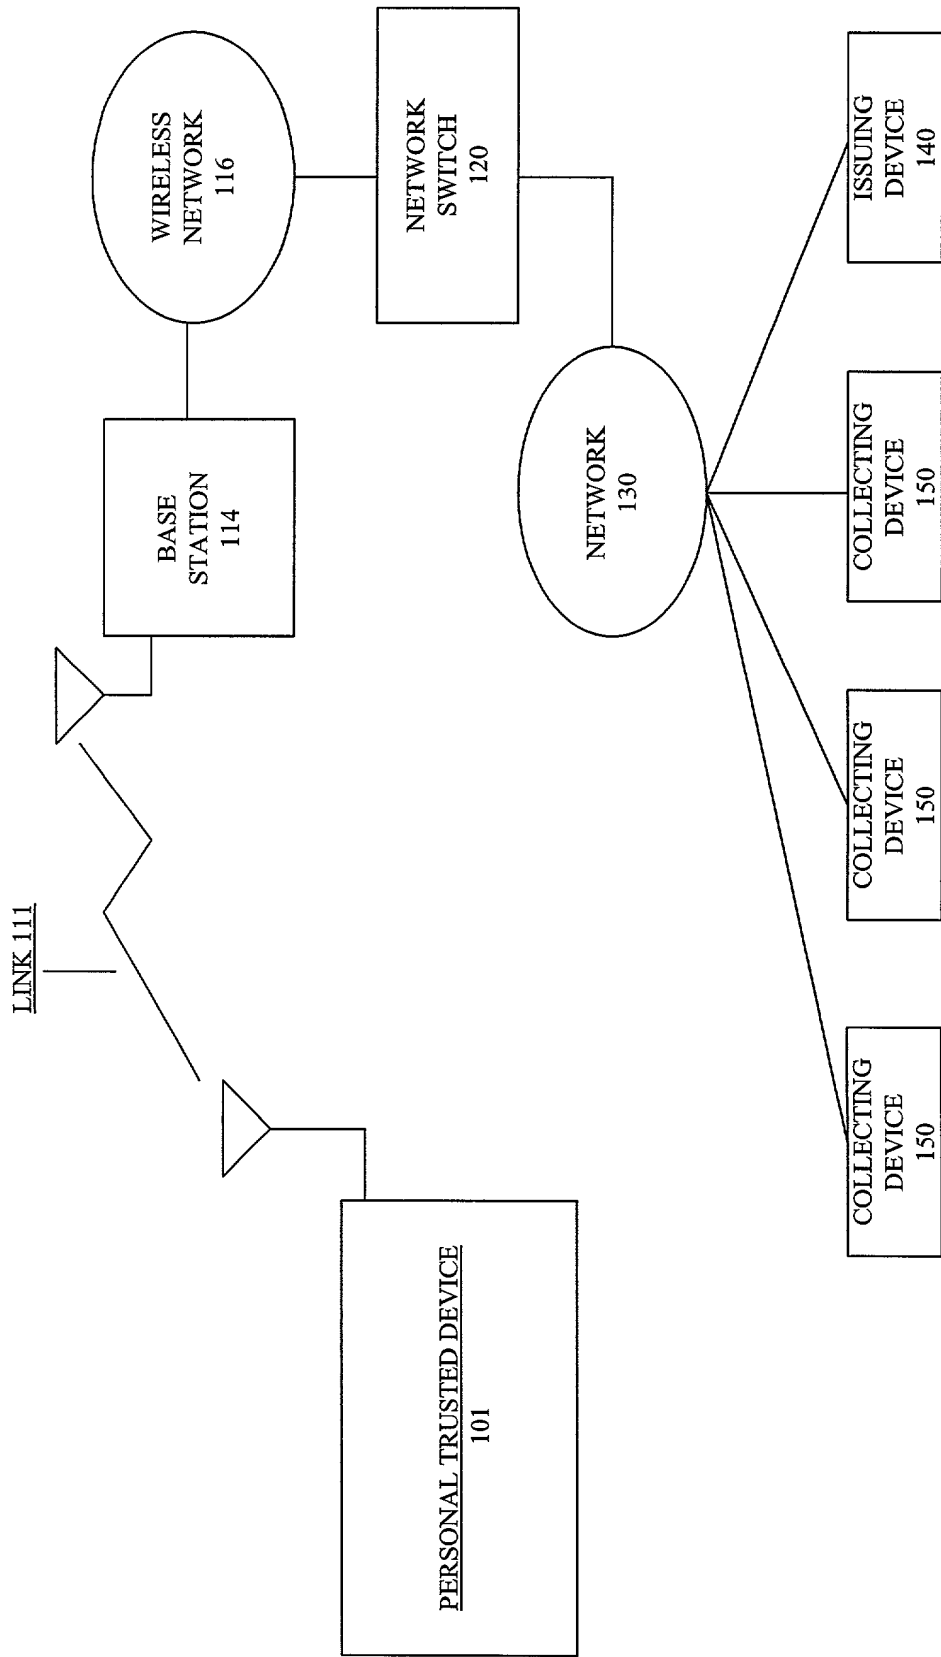 LINK 111
WIRELESS
NETWORK
116
BASE
STATION
114
NETWORK
SWITCH
120
PERSONAL TRUSTED DEVICE
101
NETWORK
130
COLLECTING
DEVICE
150
COLLECTING
DEVICE
150
COLLECTING
DEVICE
150
ISSUING
DEVICE
140